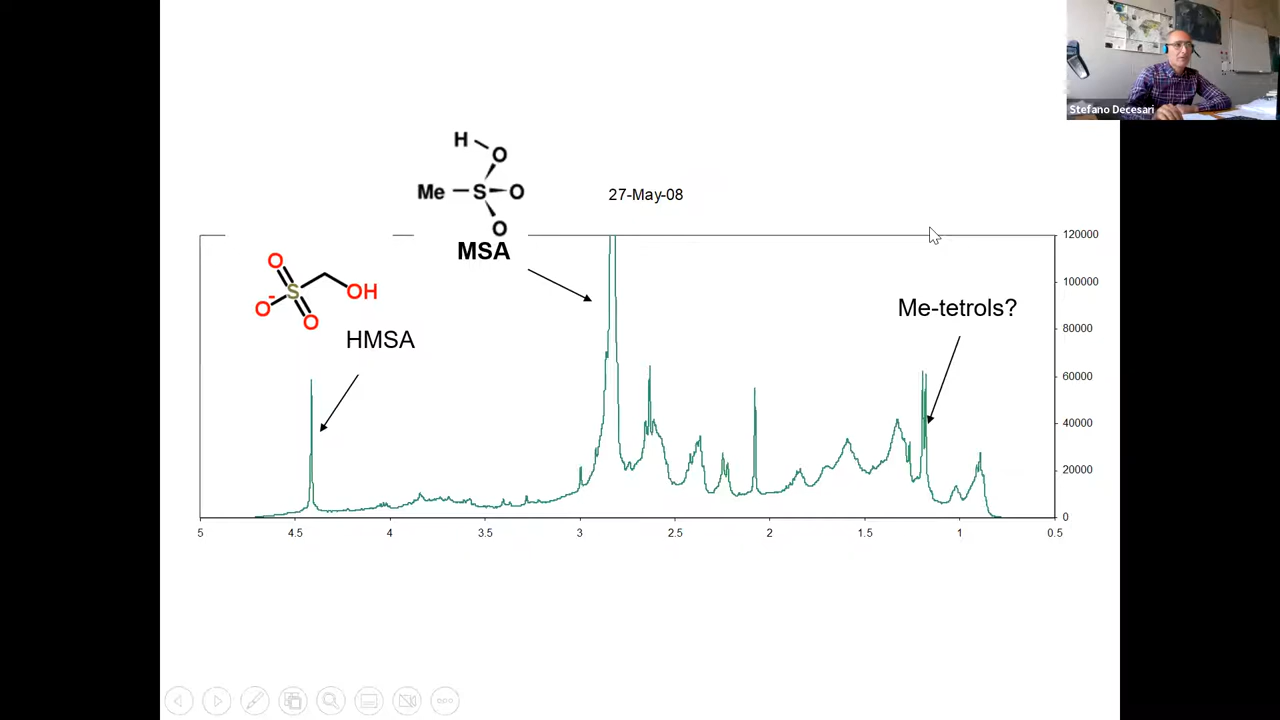 Stefano Decesari
H
O
Me S O
O
MSA
27-May-08
O
S
O-
OH
O
HMSA
Me-tetrols?
120000
100000
80000
60000
40000
20000
0
5 4.5 4 3.5 3 2.5 2 1.5 1 0.5